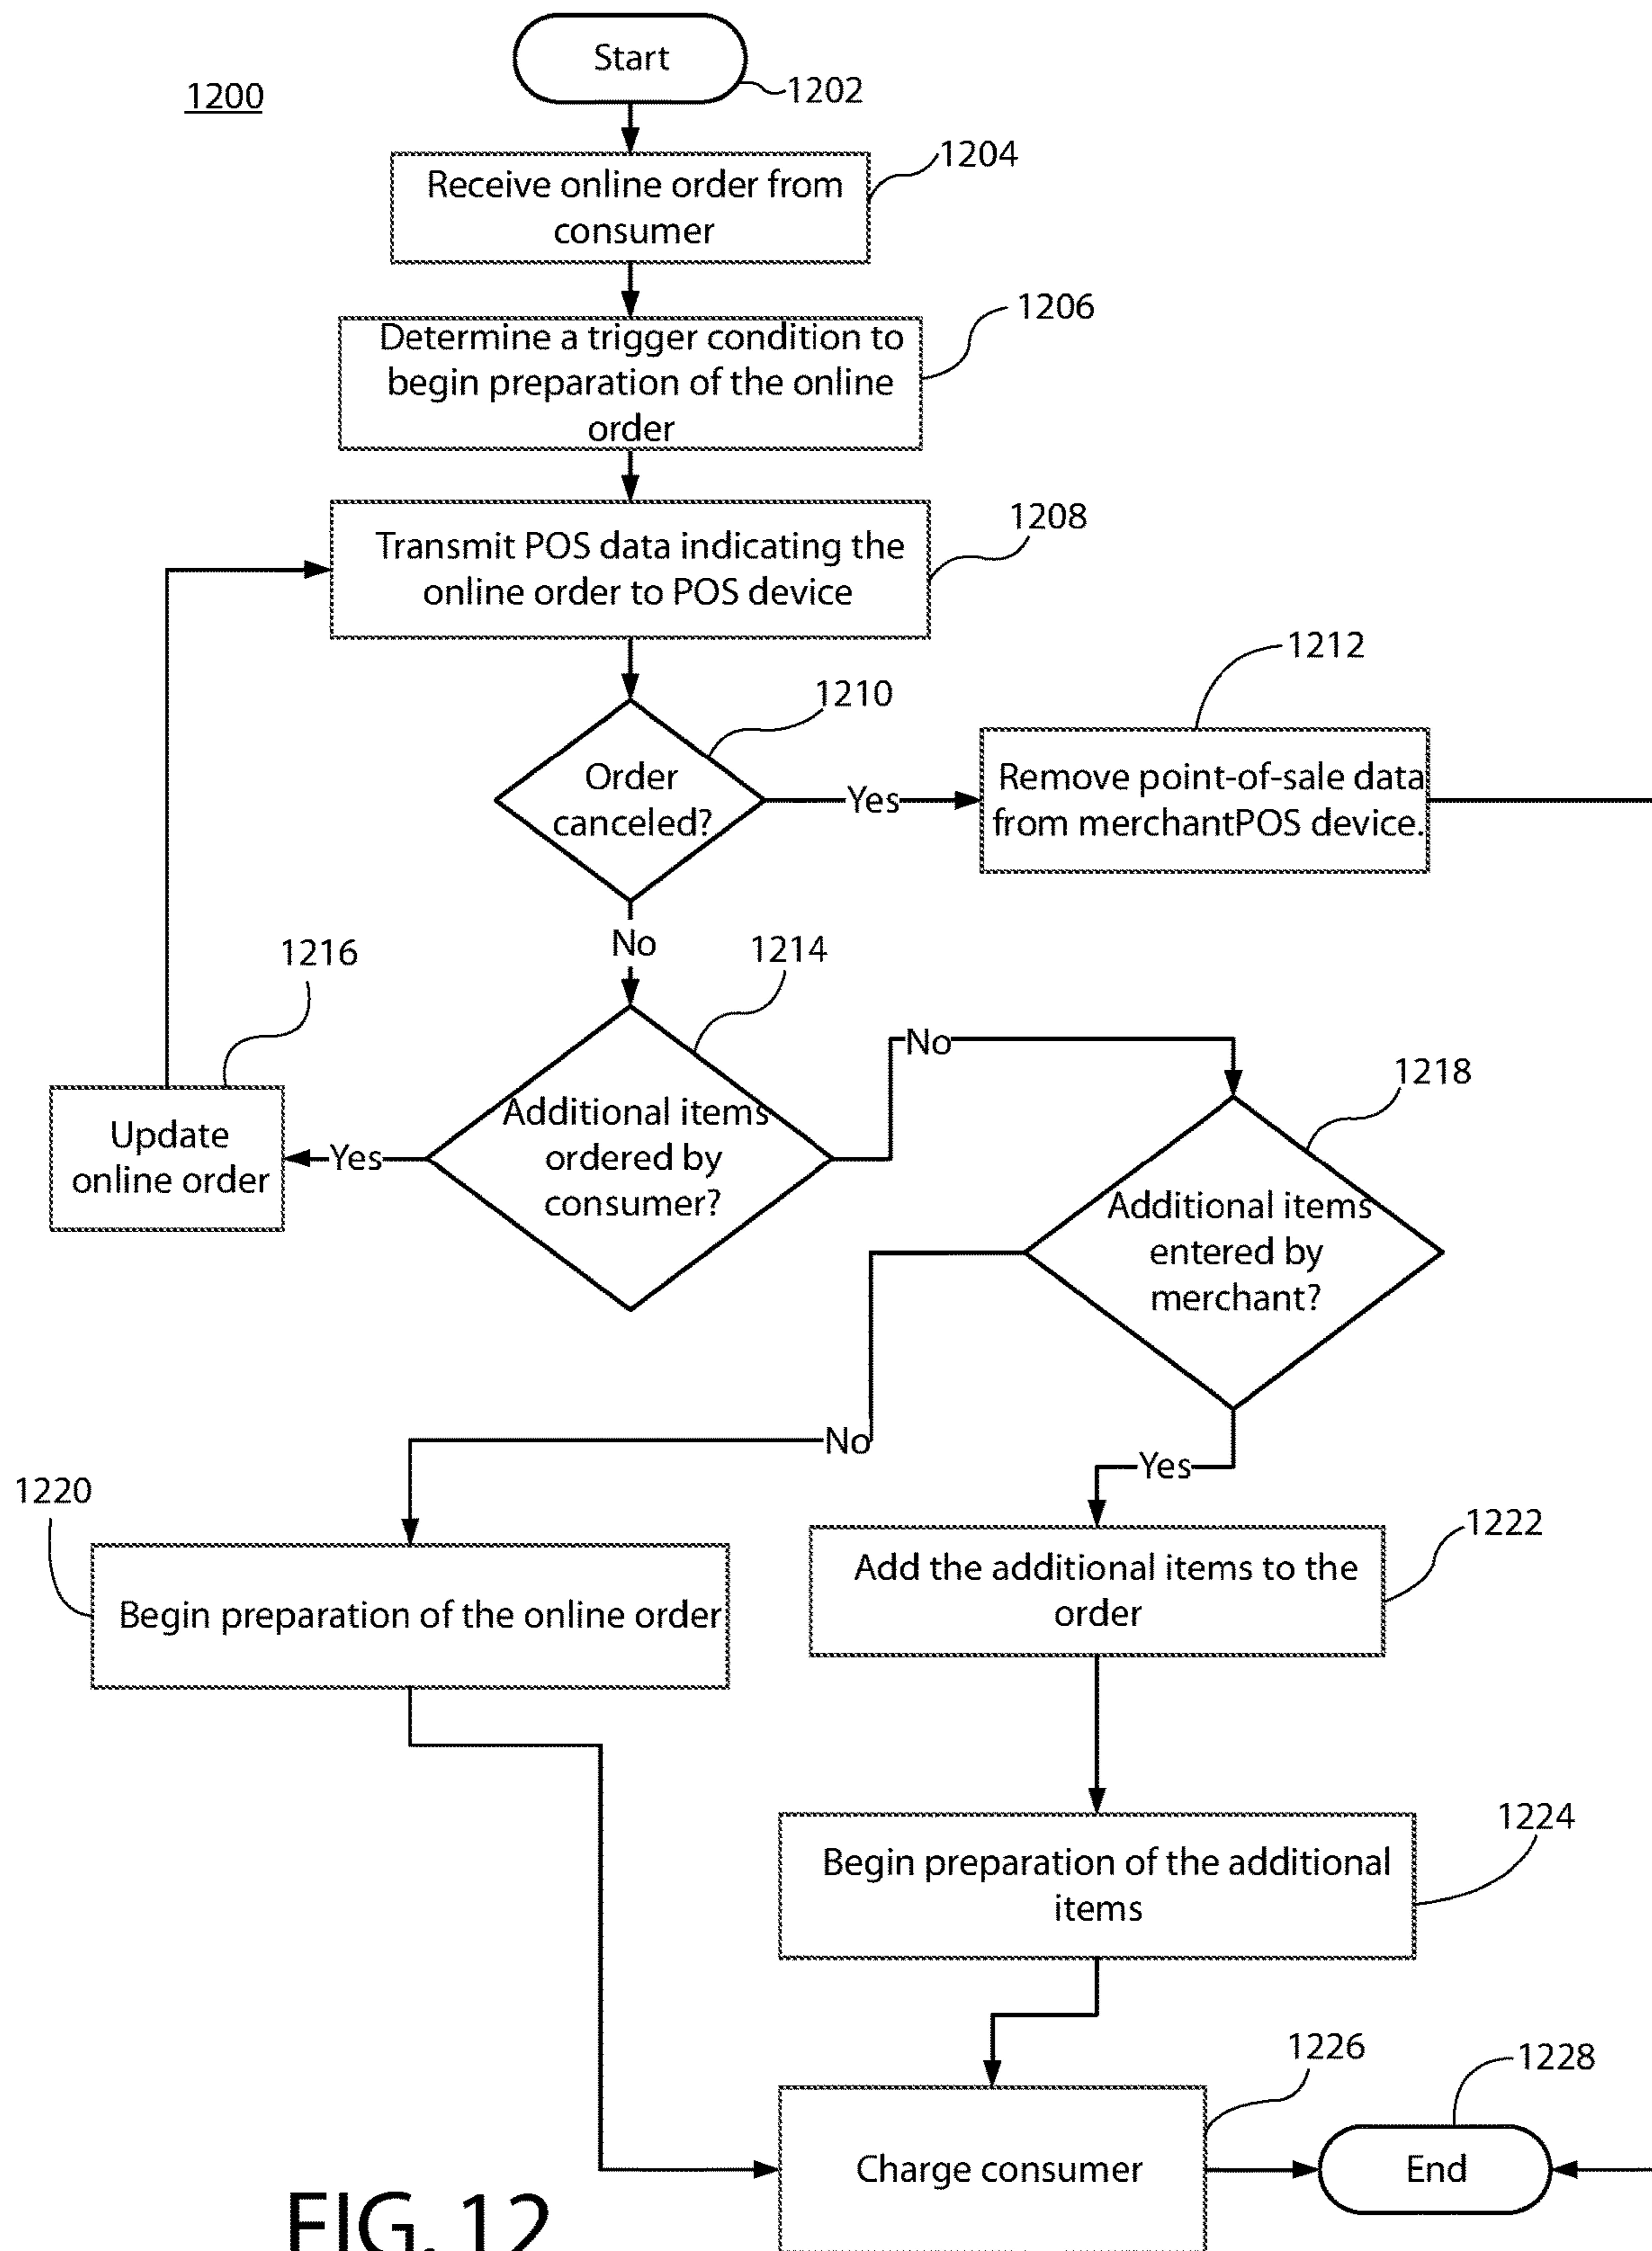 Start
1200
1202
1204
Receive online order from
consumer
1206
Determine a trigger condition to
begin preparation of the online
order
1208
Transmit POS data indicating the
online order to POS device
1212
1210
Order
canceled?
Yes
Remove point-of-sale data
from merchantPOS device.
No
1216
1214
No
1218
Update
online order
Yes
Additional items
ordered by
consumer?
Additional items
entered by
merchant?
No
Yes
1220
1222
Begin preparation of the online order
Add the additional items to the
order
1224
Begin preparation of the additional
items
1226
1228
Charge consumer
End
FIG. 12